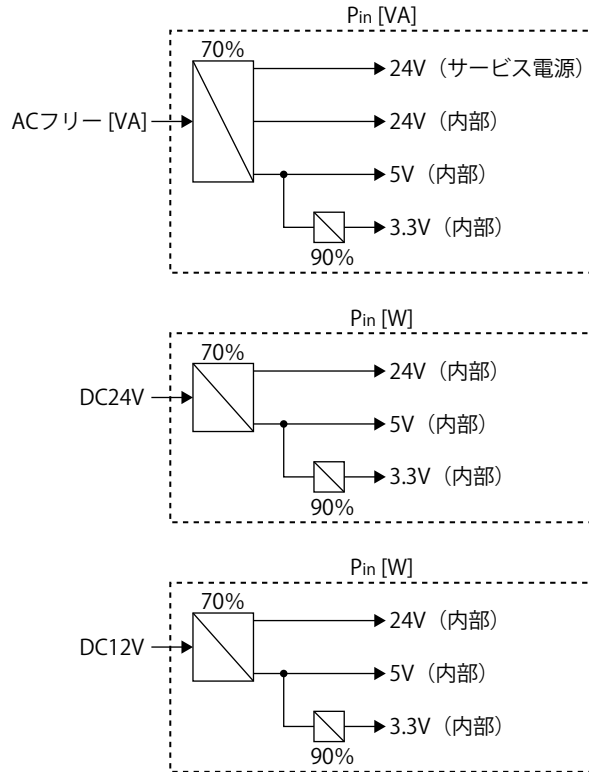 Pin [VA]
70%
24V（サービス電源）
ACフリー [VA]
24V（内部）
5V（内部）
3.3V（内部）
90%
Pin [W]
70%
24V（内部）
DC24V
5V（内部）
3.3V（内部）
90%
Pin [W]
70%
24V（内部）
DC12V
5V（内部）
3.3V（内部）
90%